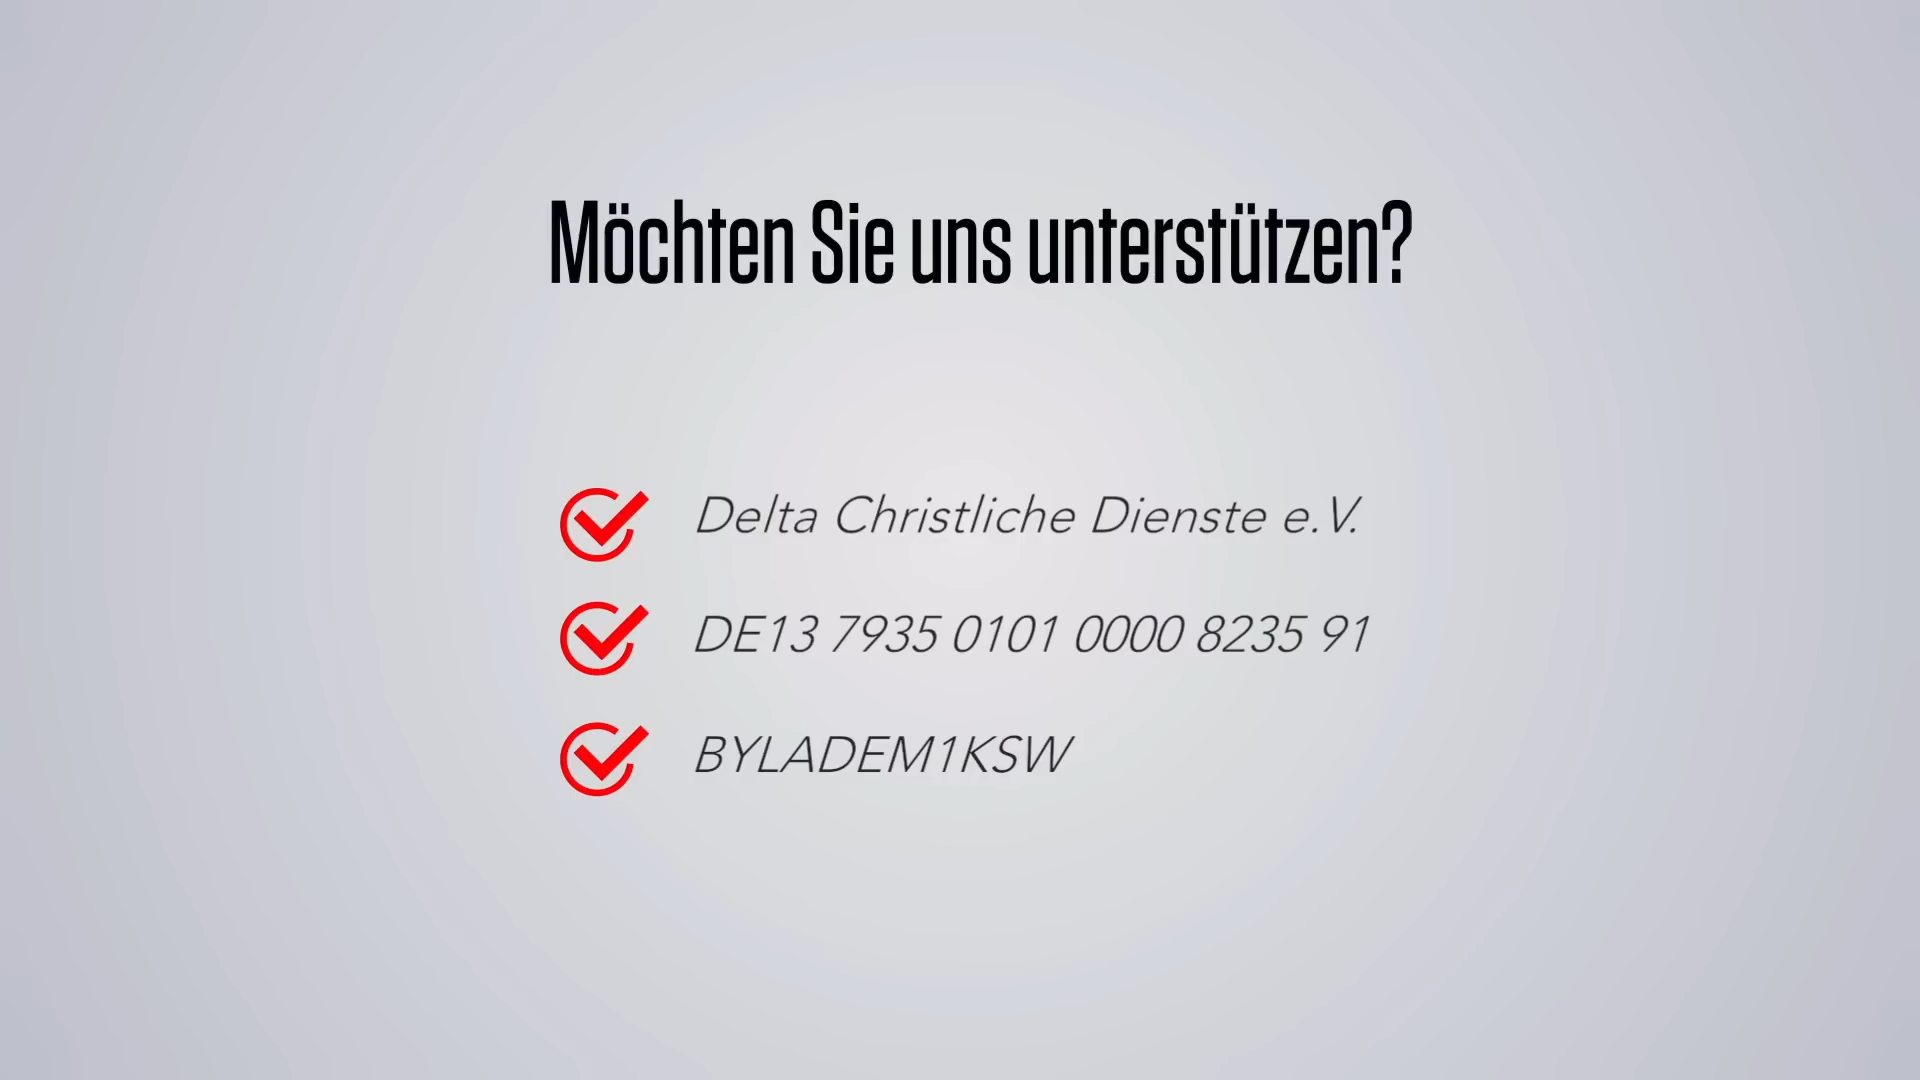 Möchten Sie uns unterstützen?
Delta Christliche Dienste e.V.
DE13 7935 0101 0000 8235 91
BYLADEM1KSW